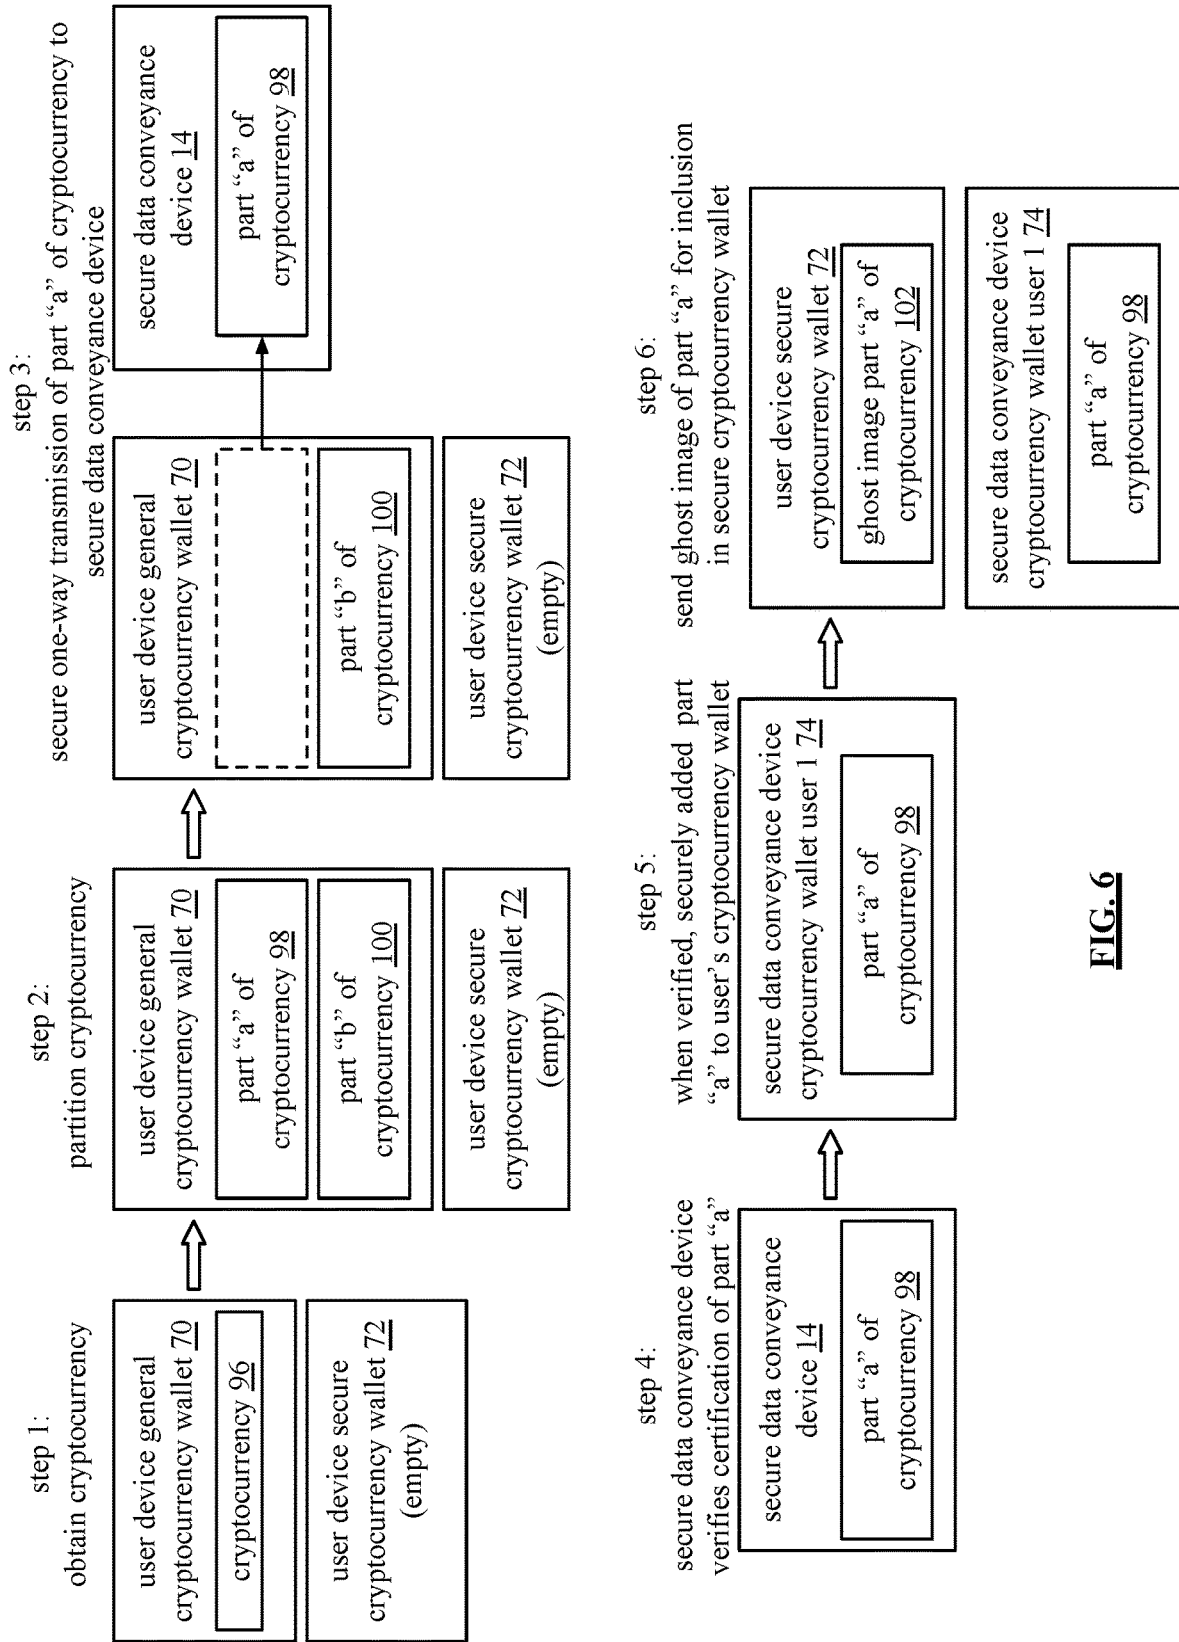 step 1:
obtain cryptocurrency
user device general
cryptocurrency wallet 70
cryptocurrency 96
user device secure
cryptocurrency wallet 72
(empty)
step 2:
partition cryptocurrency
user device general
cryptocurrency wallet 70
part “a” of
cryptocurrency 98
part “b” of
cryptocurrency 100
user device secure
cryptocurrency wallet 72
(empty)
step 3:
secure one-way transmission of part “a” of cryptocurrency to
secure data conveyance device
user device general
cryptocurrency wallet 70
part “b” of
cryptocurrency 100
user device secure
cryptocurrency wallet 72
(empty)
secure data conveyance
device 14
part “a” of
cryptocurrency 98
step 4:
secure data conveyance device
verifies certification of part “a”
secure data conveyance
device 14
part “a” of
cryptocurrency 98
step 5:
when verified, securely added part
“a” to user’s cryptocurrency wallet
secure data conveyance device
cryptocurrency wallet user 1 74
part “a” of
cryptocurrency 98
step 6:
send ghost image of part “a” for inclusion
in secure cryptocurrency wallet
user device secure
cryptocurrency wallet 72
ghost image part “a” of
cryptocurrency 102
secure data conveyance device
cryptocurrency wallet user 1 74
part “a” of
cryptocurrency 98
FIG. 6